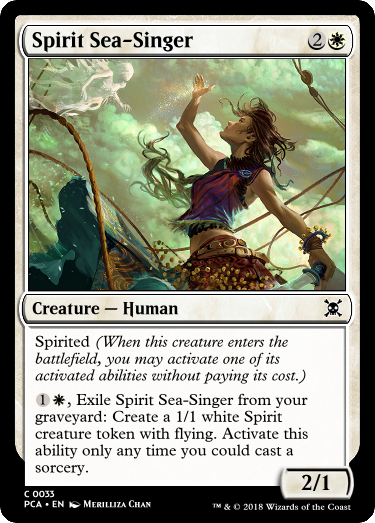 Spirit Sea-Singer 2
Creature — Human
Spirited (When this creature enters the
battlefield, you may activate one of its
activated abilities without paying its cost.)
1 , Exile Spirit Sea-Singer from your
graveyard: Create a 1/1 white Spirit
creature token with flying. Activate this
ability only any time you could cast a
sorcery.
2/1
C 0033
PCA • EN Merilliza Chan
™ & © 2018 Wizards of the Coast